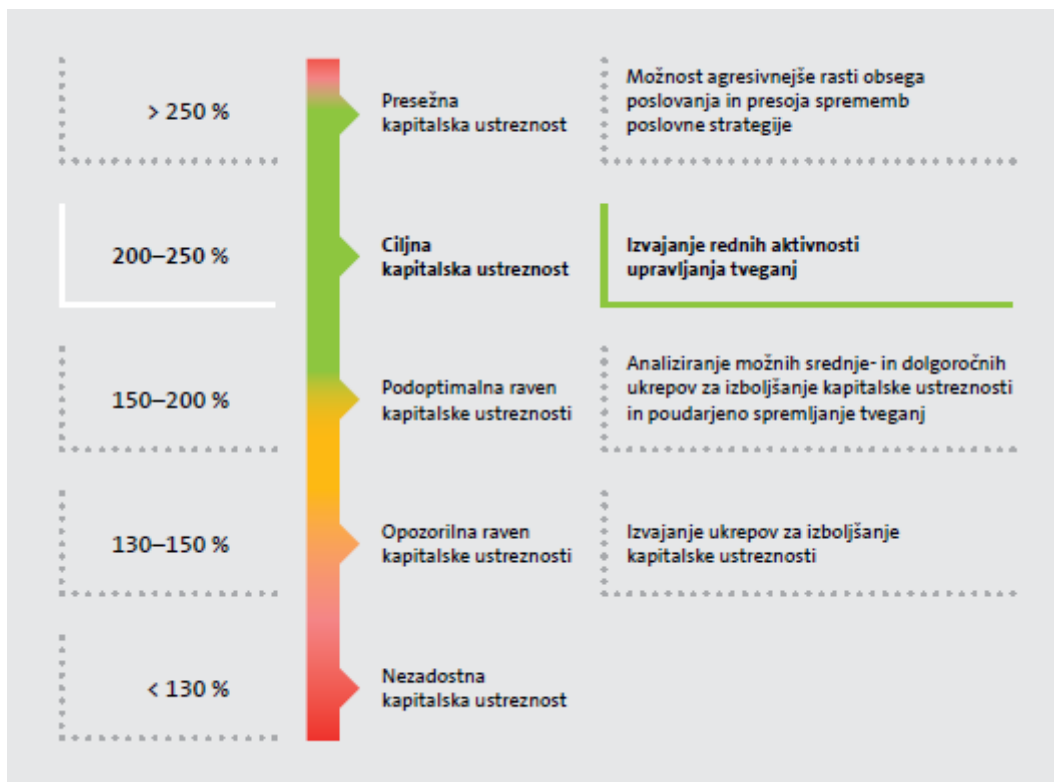 > 250 %
Presežna
kapitalska ustreznost
Možnost agresivnejše rasti obsega
poslovanja in presoja sprememb
poslovne strategije
200–250 %
Ciljna
kapitalska ustreznost
Izvajanje rednih aktivnosti
upravljanja tveganj
150–200 %
Podoptimalna raven
kapitalske ustreznosti
Analiziranje možnih srednje- in dolgoročnih
ukrepov za izboljšanje kapitalske ustreznosti
in poudarjeno spremljanje tveganj
130–150 %
Opozorilna raven
kapitalske ustreznosti
Izvajanje ukrepov za izboljšanje
kapitalske ustreznosti
< 130 %
Nezadostna
kapitalska ustreznost